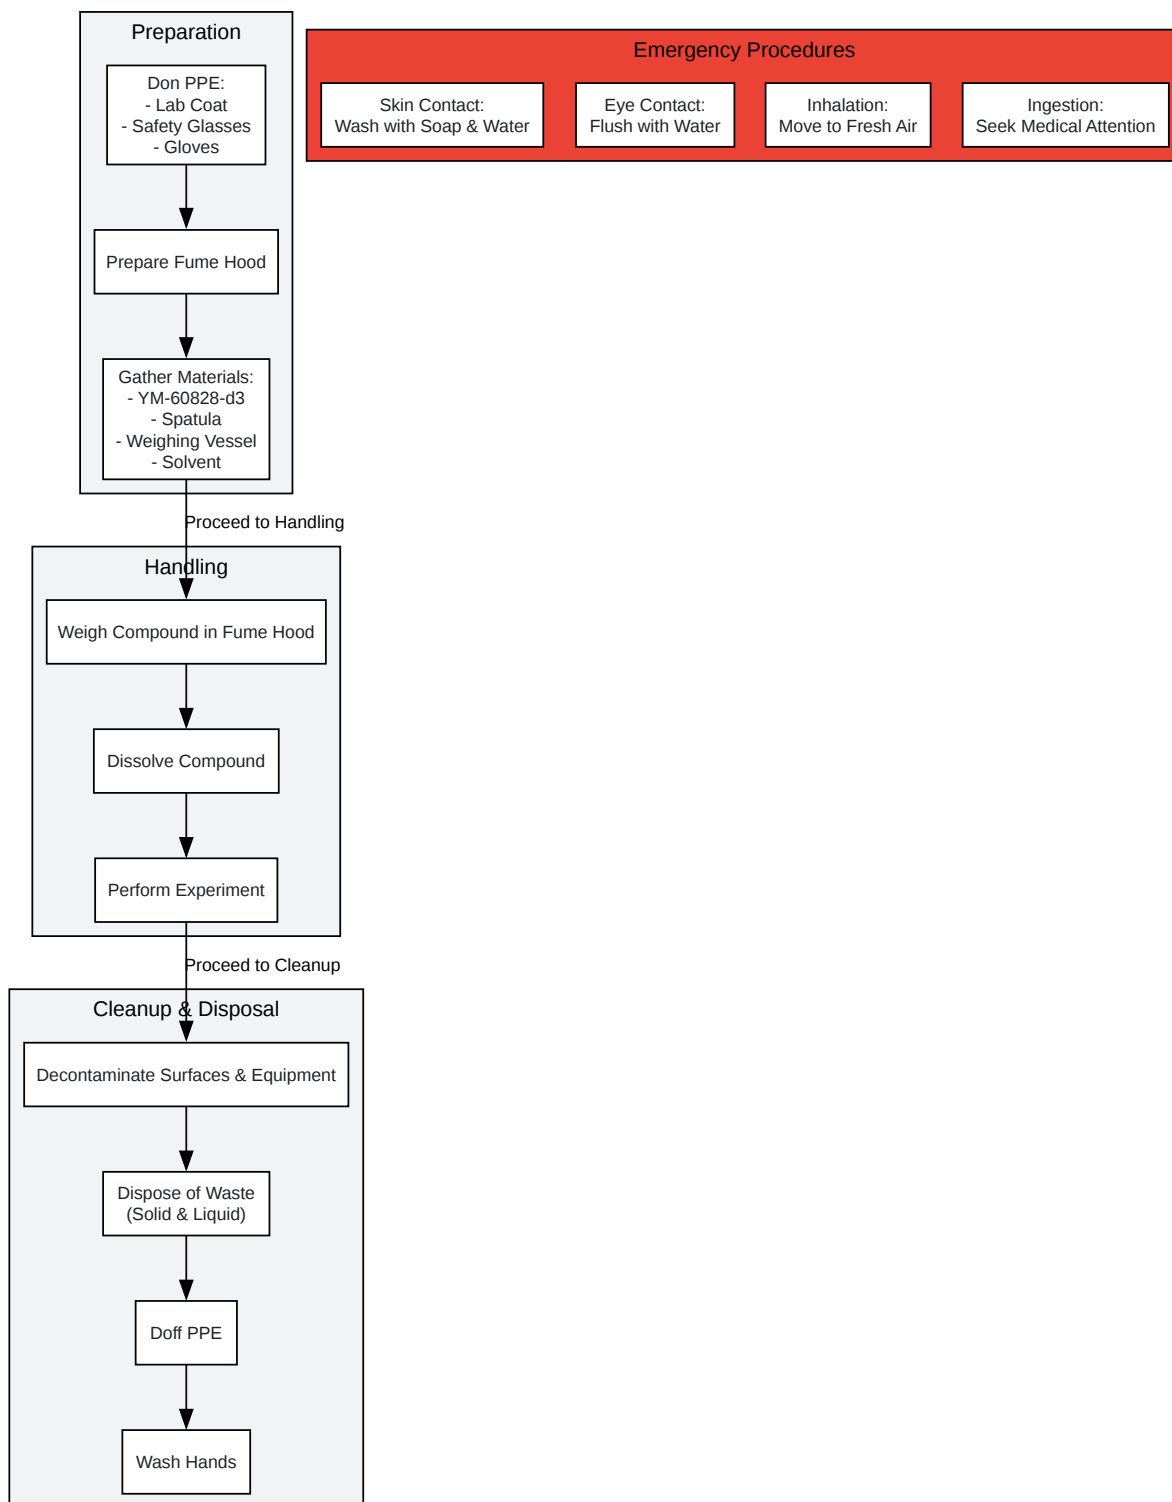 Preparation
Don PPE:
- Lab Coat
- Safety Glasses
- Gloves
Prepare Fume Hood
Gather Materials:
- YM-60828-d3
- Spatula
- Weighing Vessel
- Solvent
Emergency Procedures
Skin Contact:
Wash with Soap & Water
Eye Contact:
Flush with Water
Inhalation:
Move to Fresh Air
Ingestion:
Seek Medical Attention
Proceed to Handling
Handling
Weigh Compound in Fume Hood
Dissolve Compound
Perform Experiment
Proceed to Cleanup
Cleanup & Disposal
Decontaminate Surfaces & Equipment
Dispose of Waste
(Solid & Liquid)
Doff PPE
Wash Hands